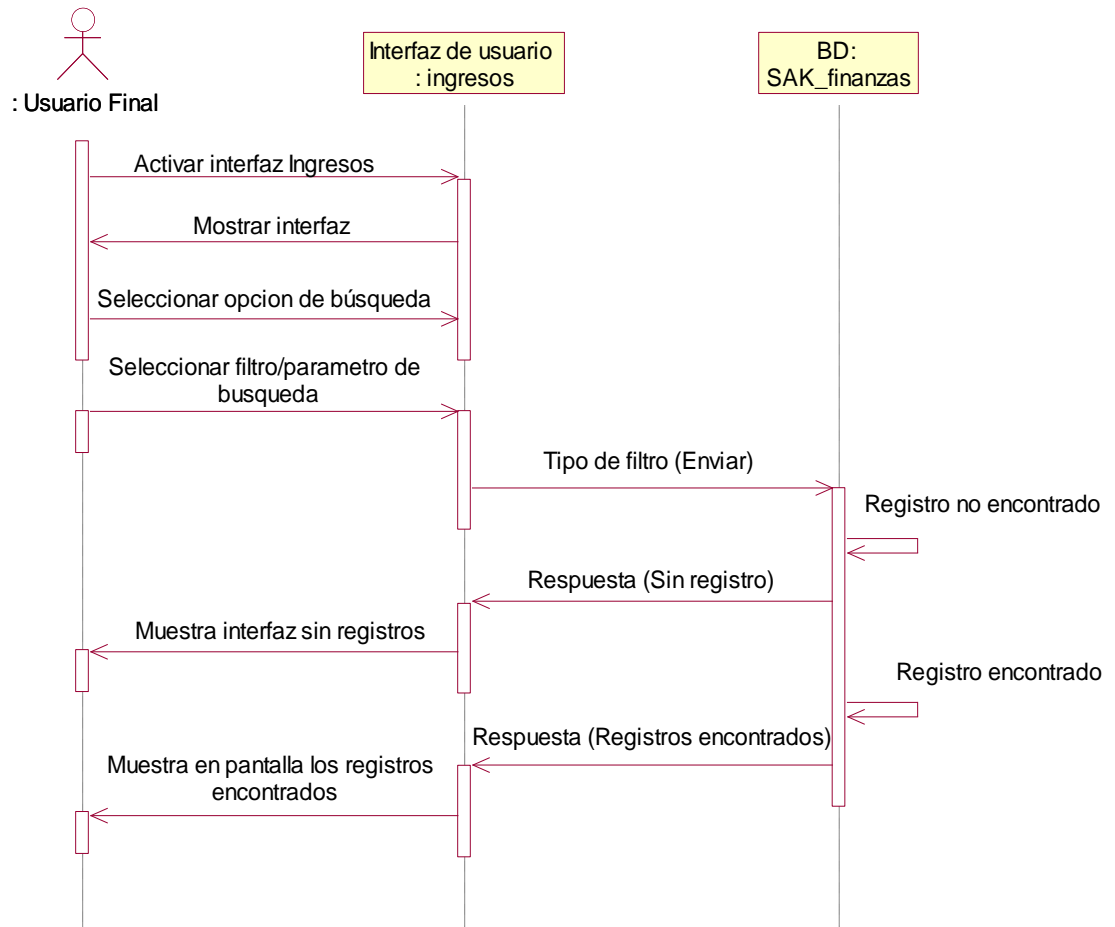 : Usuario Final
Interfaz de usuario
: ingresos
BD:
SAK_finanzas
Activar interfaz Ingresos
Mostrar interfaz
Seleccionar opcion de búsqueda
Seleccionar filtro/parametro de
busqueda
Tipo de filtro (Enviar)
Registro no encontrado
Respuesta (Sin registro)
Muestra interfaz sin registros
Registro encontrado
Respuesta (Registros encontrados)
Muestra en pantalla los registros
encontrados